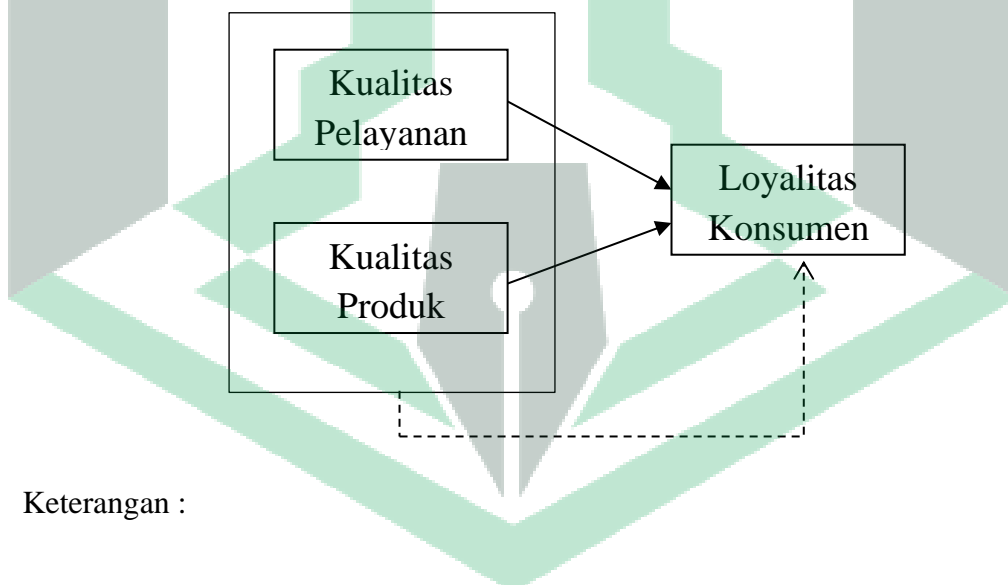 Kualitas
Pelayanan
Loyalitas
Konsumen
Kualitas
Produk
Keterangan :